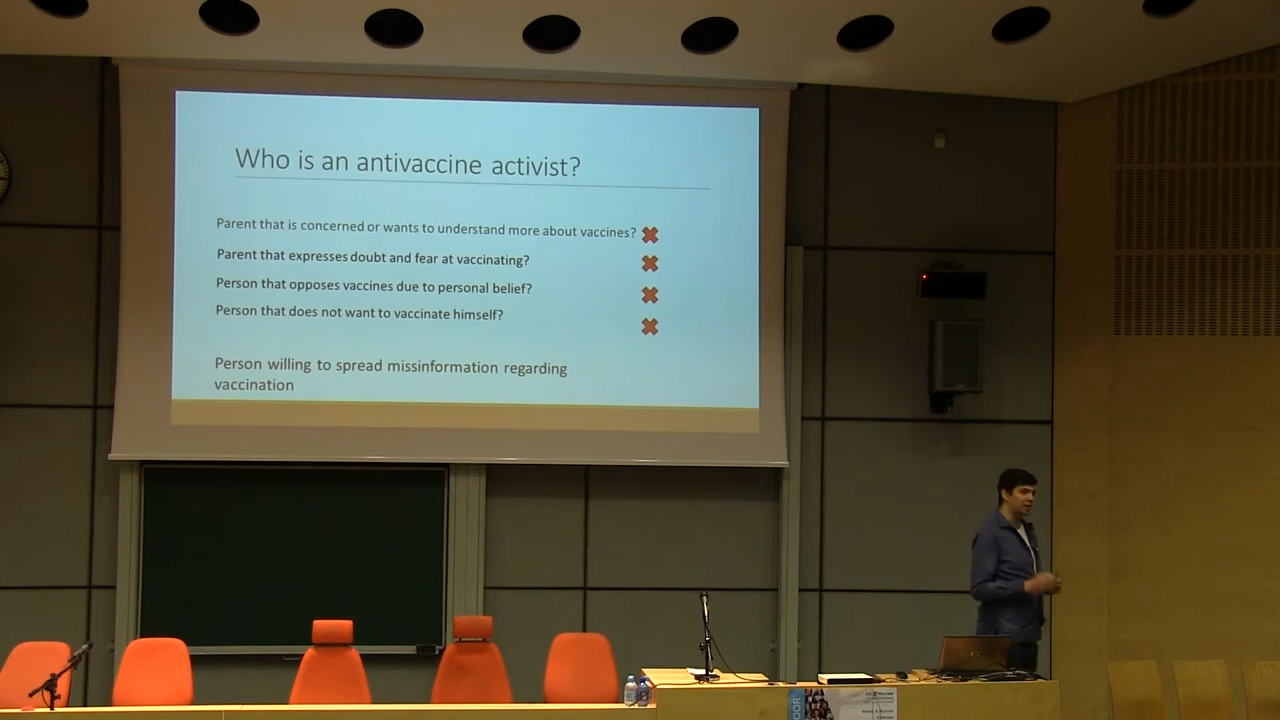 Who is an antivaccine activist?
Parent that is concerned or wants to understand more about vaccines?
Parent that expresses doubt and fear at vaccinating?
Person that opposes vaccines due to personal belief?
Person that does not want to vaccinate himself?
Person willing to spread missinformation regarding
vaccination